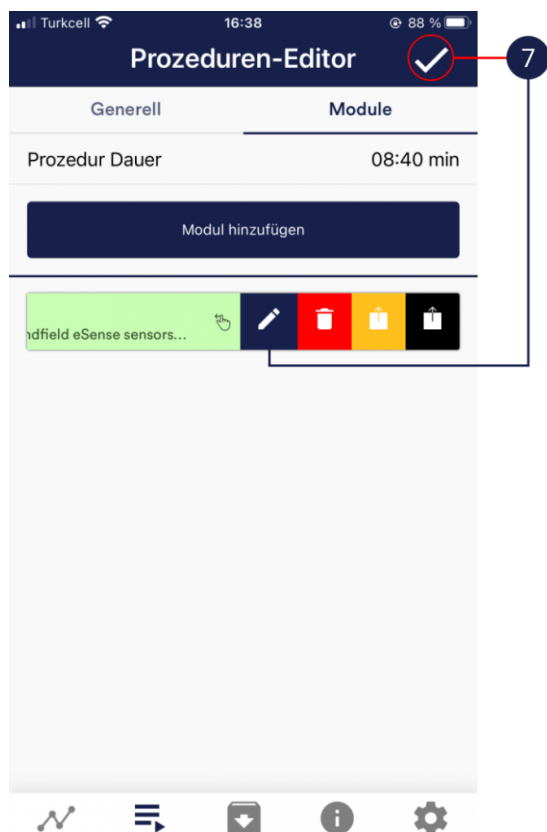 Turkcell 16:38 88 %
Prozeduren-Editor
7
Generell Module
Prozedur Dauer 08:40 min
Modul hinzufügen
ndfield eSense sensors...